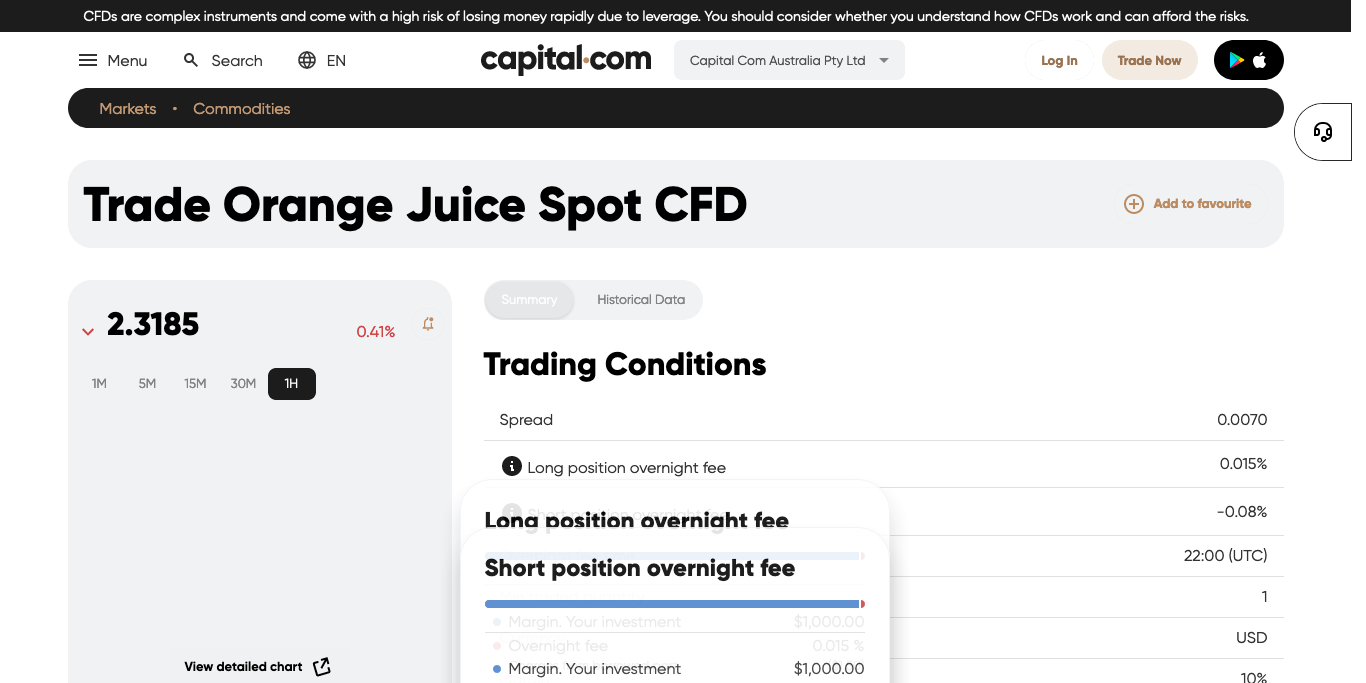 CFDs are complex instruments and come with a high risk of losing money rapidly due to leverage. You should consider whether you understand how CFDs work and can afford the risks.
Menu
Search
EN
capital.com
Capital Com Australia Pty Ltd
Log In
Trade Now
Markets • Commodities
Trade Orange Juice Spot CFD
Add to favourite
2.3185
0.41%
1M 5M 15M 30M 1H
View detailed chart
Summary
Historical Data
Trading Conditions
Spread 0.0070
Long position overnight fee 0.015%
Short position overnight fee -0.08%
22:00 (UTC)
1
USD
10%
Long position overnight fee
Short position overnight fee
Margin. Your investment $1,000.00
Overnight fee 0.015 %
Margin. Your investment $1,000.00